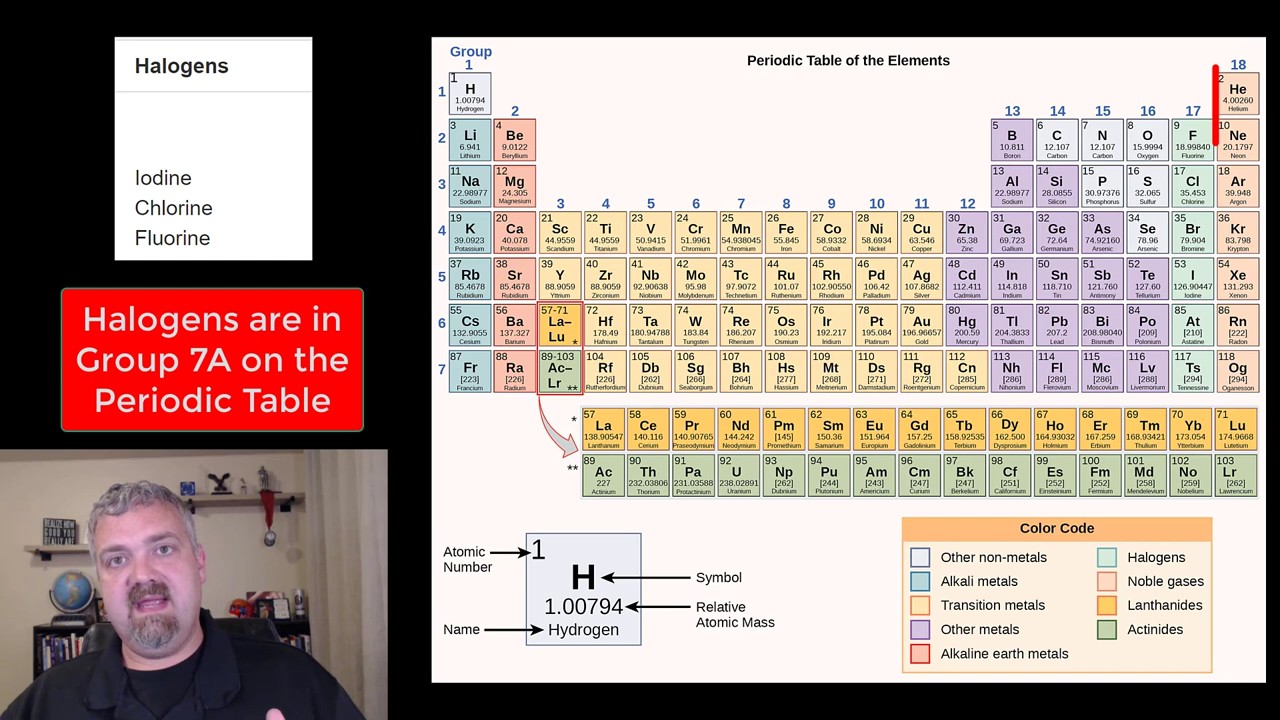 Halogens
Iodine
Chlorine
Fluorine
Halogens are in
Group 7A on the
Periodic Table
Periodic Table of the Elements
Group
1 18
1 1 H 1.00794 Hydrogen 2 He 4.00260 Helium
2 13 14 15 16 17
2 3 Li 6.941 Lithium 4 Be 9.0122 Beryllium 5 B 10.811 Boron 6 C 12.107 Carbon 7 N 12.107 Carbon 8 O 15.9994 Oxygen 9 F 18.99840 Fluorine 10 Ne 20.1797 Neon
3 11 Na 22.98977 Sodium 12 Mg 24.305 Magnesium 13 Al 22.98977 Sodium 14 Si 28.0855 Silicon 15 P 30.97376 Phosphorus 16 S 32.065 Sulfur 17 Cl 35.453 Chlorine 18 Ar 39.948 Argon
3 4 5 6 7 8 9 10 11 12
4 19 K 39.0923 Potassium 20 Ca 40.078 Potassium 21 Sc 44.9559 Scandium 22 Ti 44.9559 Titanium 23 V 50.9415 Vanadium 24 Cr 51.9961 Chromium 25 Mn 54.938045 Chromium 26 Fe 55.845 Iron 27 Co 58.9332 Cobalt 28 Ni 58.6934 Nickel 29 Cu 63.546 Copper 30 Zn 65.38 Zinc 31 Ga 69.723 Gallium 32 Ge 72.64 Germanium 33 As 74.92160 Arsenic 34 Se 78.96 Arsenic 35 Br 79.904 Bromine 36 Kr 83.798 Krypton
5 37 Rb 85.4678 Rubidium 38 Sr 85.4678 Rubidium 39 Y 88.9059 Yttrium 40 Zr 88.9059 Zirconium 41 Nb 92.90638 Niobium 42 Mo 95.98 Molybdenum 43 Tc 97.9072 Technetium 44 Ru 101.07 Ruthenium 45 Rh 102.90550 Rhodium 46 Pd 106.42 Palladium 47 Ag 107.8682 Silver 48 Cd 112.411 Cadmium 49 In 114.818 Indium 50 Sn 118.710 Tin 51 Sb 121.760 Antimony 52 Te 127.60 Tellurium 53 I 126.90447 Iodine 54 Xe 131.293 Xenon
6 55 Cs 132.9055 Cesium 56 Ba 137.327 Barium 57-71 La– Lu * 72 Hf 178.49 Hafnium 73 Ta 180.94788 Tantalum 74 W 183.84 Tungsten 75 Re 186.207 Rhenium 76 Os 190.23 Osmium 77 Ir 192.217 Iridium 78 Pt 195.084 Platinum 79 Au 196.96657 Gold 80 Hg 200.59 Mercury 81 Tl 204.3833 Thallium 82 Pb 207.2 Lead 83 Bi 208.98040 Bismuth 84 Po [209] Polonium 85 At [210] Astatine 86 Rn [222] Radon
7 87 Fr [223] Francium 88 Ra [226] Radium 89-103 Ac– Lr ** 104 Rf [226] Rutherfordium 105 Db [262] Dubnium 106 Sg [266] Seaborgium 107 Bh [264] Bohrium 108 Hs [277] Hassium 109 Mt [268] Meitnerium 110 Ds [271] Darmstadtium 111 Rg [272] Roentgenium 112 Cn [285] Copernicium 113 Nh [286] Nihonium 114 Fl [289] Flerovium 115 Mc [286] Moscovium 116 Lv [288] Livermorium 117 Ts [294] Tennessine 118 Og [294] Oganesson
* 57 La 138.90547 Lanthanum 58 Ce 140.116 Cerium 59 Pr 140.90765 Praseodymium 60 Nd 144.242 Neodymium 61 Pm [145] Promethium 62 Sm 150.36 Samarium 63 Eu 151.964 Europium 64 Gd 157.25 Gadolinium 65 Tb 158.92535 Terbium 66 Dy 162.500 Dysprosium 67 Ho 164.93032 Holmium 68 Er 167.259 Erbium 69 Tm 168.93421 Thulium 70 Yb 173.054 Ytterbium 71 Lu 174.9668 Lutetium
** 89 Ac 227 Actinium 90 Th 232.03806 Thorium 91 Pa 231.03588 Protactinium 92 U 238.02891 Uranium 93 Np [262] Dubnium 94 Pu [244] Plutonium 95 Am [243] Americium 96 Cm [247] Curium 97 Bk [247] Berkelium 98 Cf [251] Californium 99 Es [252] Einsteinium 100 Fm [252] Fermium 101 Md [258] Mendelevium 102 No [259] Nobelium 103 Lr [262] Lawrencium
Atomic
Number
1
H
1.00794
Hydrogen
Symbol
Relative
Atomic Mass
Name
Color Code
Other non-metals Halogens
Alkali metals Noble gases
Transition metals Lanthanides
Other metals Actinides
Alkaline earth metals
REALIZE HOW
GOOD YOU
REALLY ARE